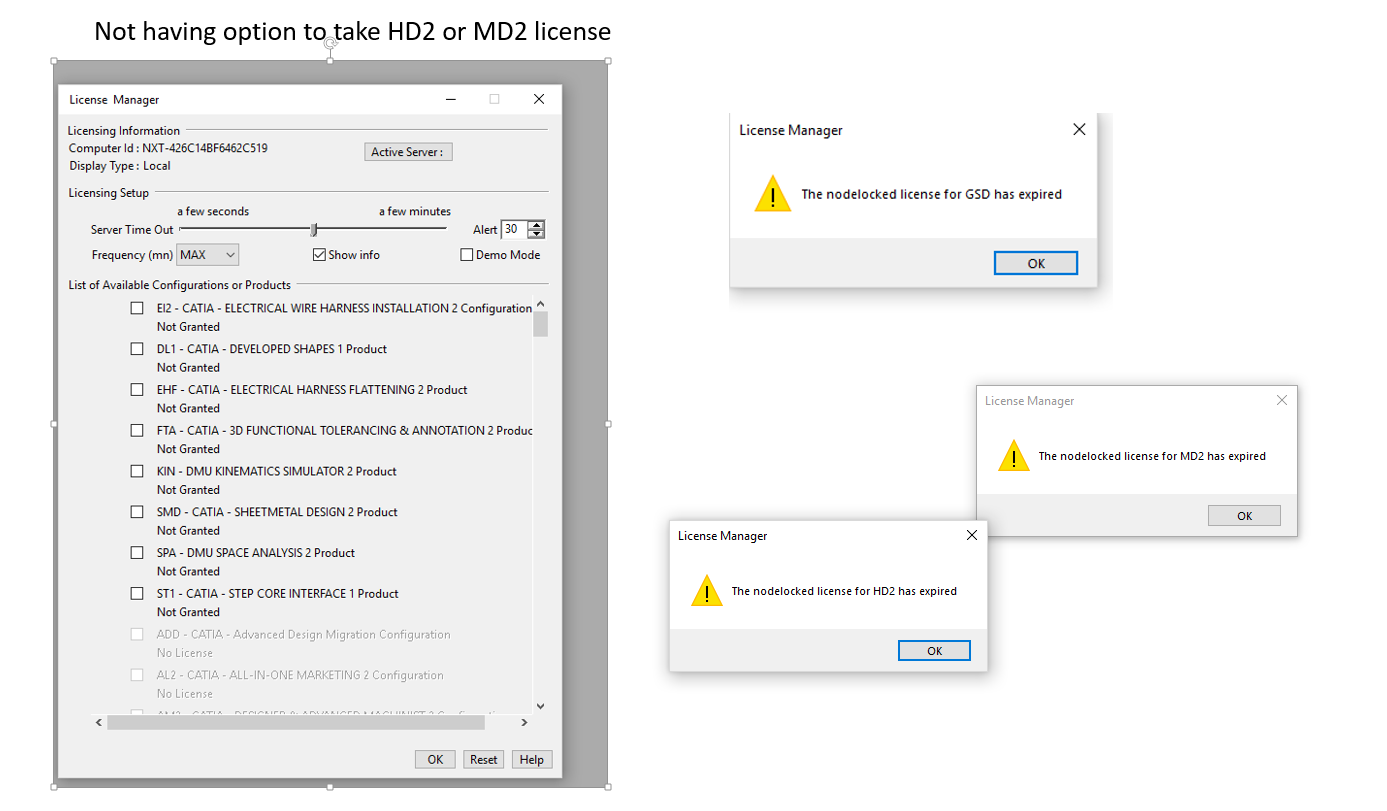 Not having option to take HD2 or MD2 license
License Manager
Licensing Information
Computer Id : NXT-426C14BF6462C519
Active Server :
Display Type : Local
Licensing Setup
a few seconds
a few minutes
Server Time Out
Alert 30
Frequency (mn) MAX
Show info
Demo Mode
List of Available Configurations or Products
EI2 - CATIA - ELECTRICAL WIRE HARNESS INSTALLATION 2 Configuration
Not Granted
DL1 - CATIA - DEVELOPED SHAPES 1 Product
Not Granted
EHF - CATIA - ELECTRICAL HARNESS FLATTENING 2 Product
Not Granted
FTA - CATIA - 3D FUNCTIONAL TOLERANCING & ANNOTATION 2 Produc
Not Granted
KIN - DMU KINEMATICS SIMULATOR 2 Product
Not Granted
SMD - CATIA - SHEETMETAL DESIGN 2 Product
Not Granted
SPA - DMU SPACE ANALYSIS 2 Product
Not Granted
ST1 - CATIA - STEP CORE INTERFACE 1 Product
Not Granted
ADD - CATIA - Advanced Design Migration Configuration
No License
AL2 - CATIA - ALL-IN-ONE MARKETING 2 Configuration
No License
OK
Reset
Help
License Manager
The nodelocked license for GSD has expired
OK
License Manager
The nodelocked license for MD2 has expired
OK
License Manager
The nodelocked license for HD2 has expired
OK